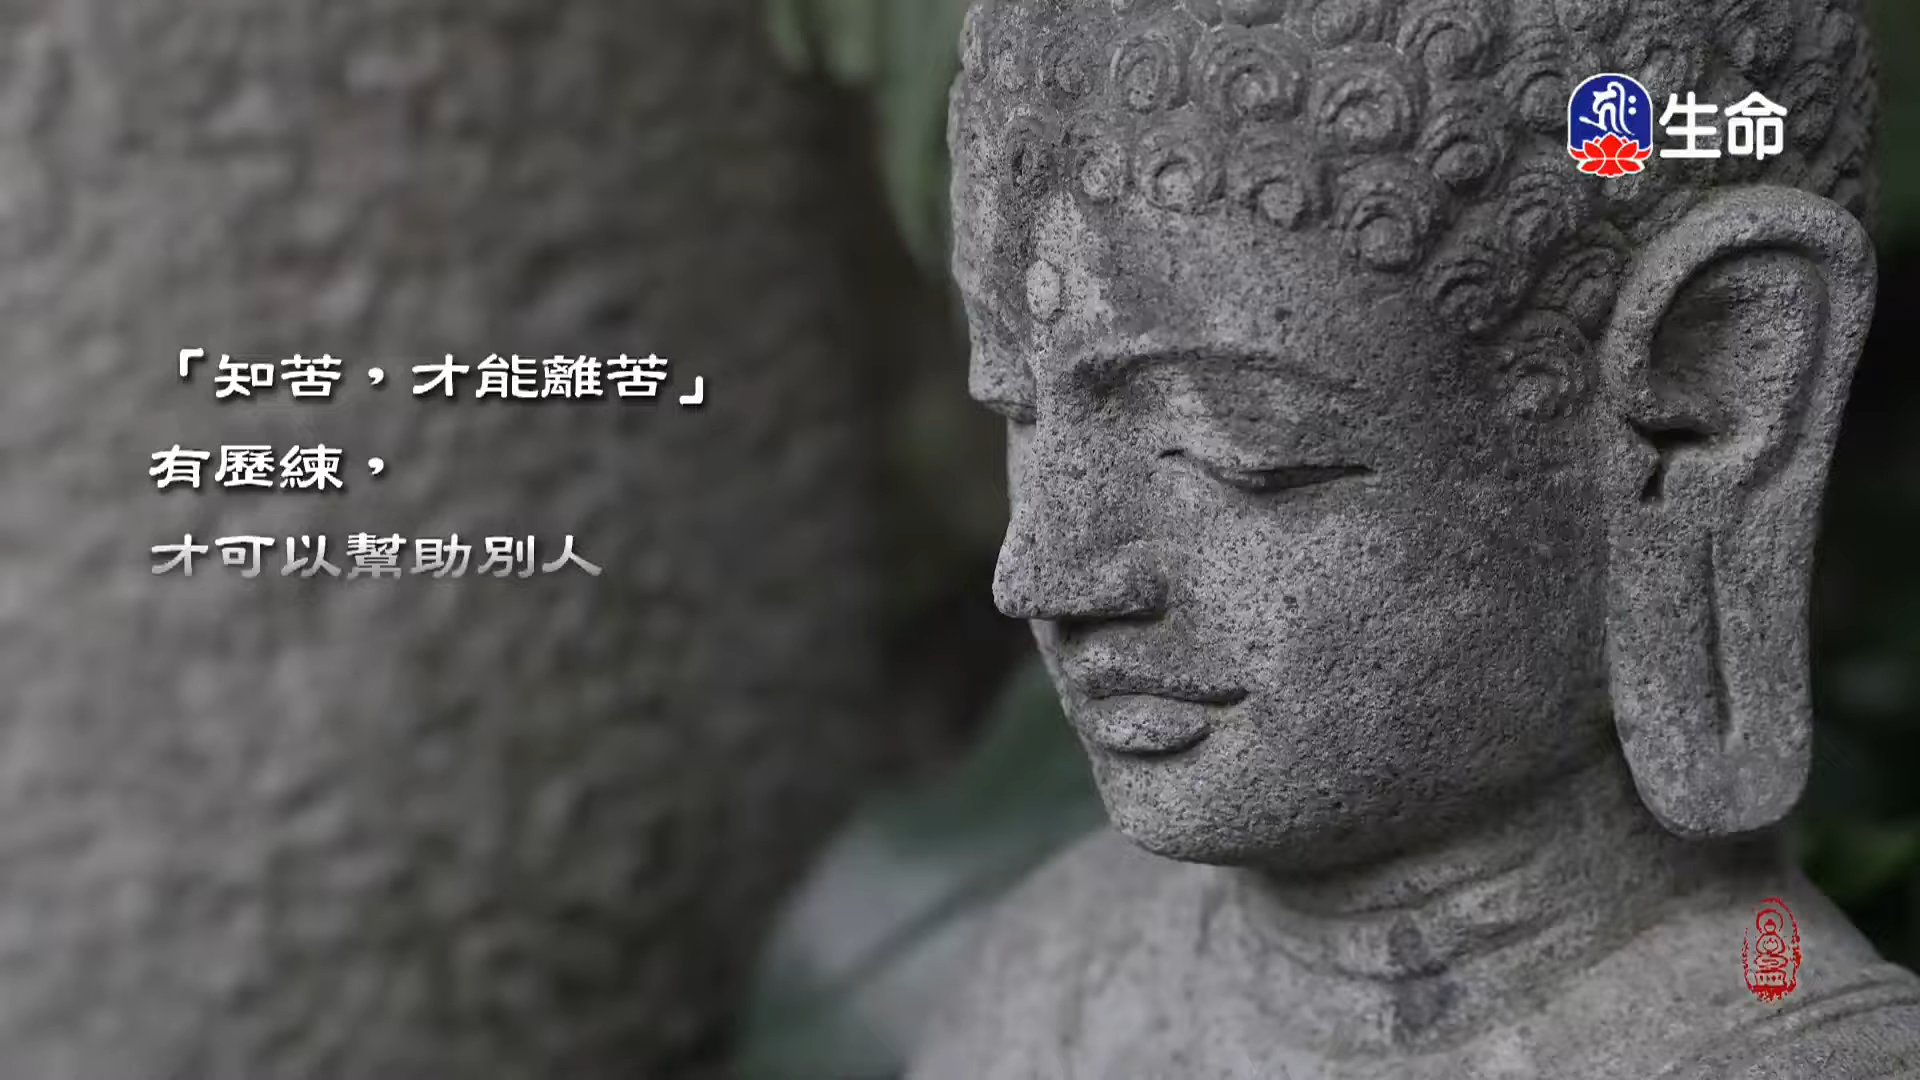 生命
「知苦，才能離苦」
有歷練，
才可以幫助別人